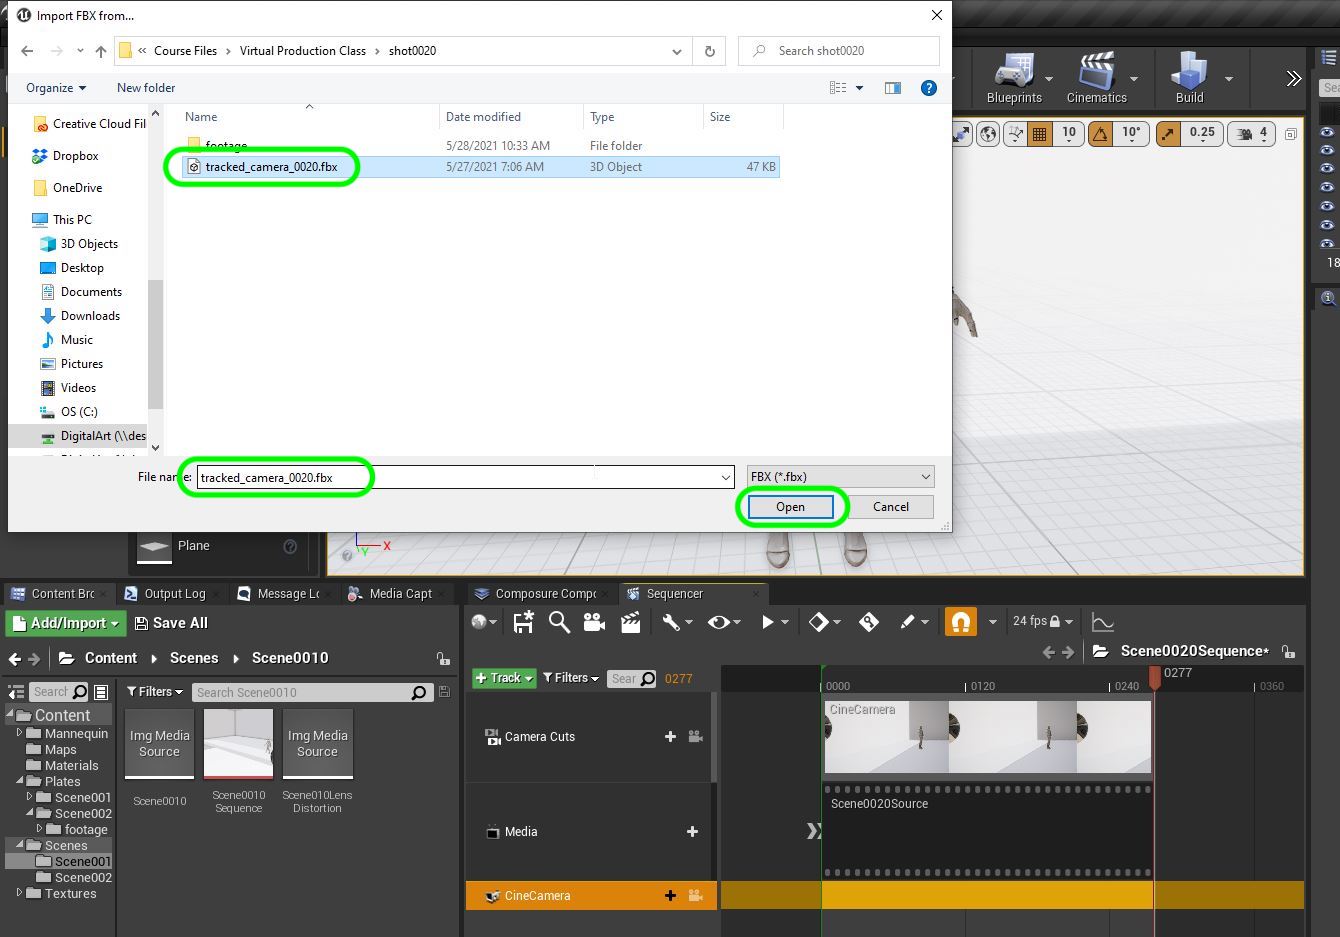 Import FBX from...
« Course Files › Virtual Production Class › shot0020
Search shot0020
Organize
New folder
Blueprints
Cinematics
Build
Name
Date modified
Type
Size
Creative Cloud Fil
Dropbox
OneDrive
This PC
3D Objects
Desktop
Documents
Downloads
Music
Pictures
Videos
OS (C:)
DigitalArt (\\des
footage
5/28/2021 10:33 AM
File folder
tracked_camera_0020.fbx
5/27/2021 7:06 AM
3D Object
47 KB
10
10°
0.25
4
18
File name:
tracked_camera_0020.fbx
FBX (*.fbx)
Open
Cancel
Plane
X
Y
Content Brc
Output Log
Message Lo
Media Capt
Composure Compo
Sequencer
Add/Import
Save All
24 fps
Content
Scenes
Scene0010
Scene0020Sequence*
Search
Filters
Search Scene0010
Track
Filters
Sear
0277
0277
0000
0120
0240
0360
Content
Mannequin
Maps
Materials
Plates
Scene001
Scene002
footage
Scenes
Scene001
Scene002
Textures
Img Media
Source
Img Media
Source
Scene0010
Scene0010
Sequence
Scene010Lens
Distortion
Camera Cuts
CineCamera
Media
Scene0020Source
CineCamera